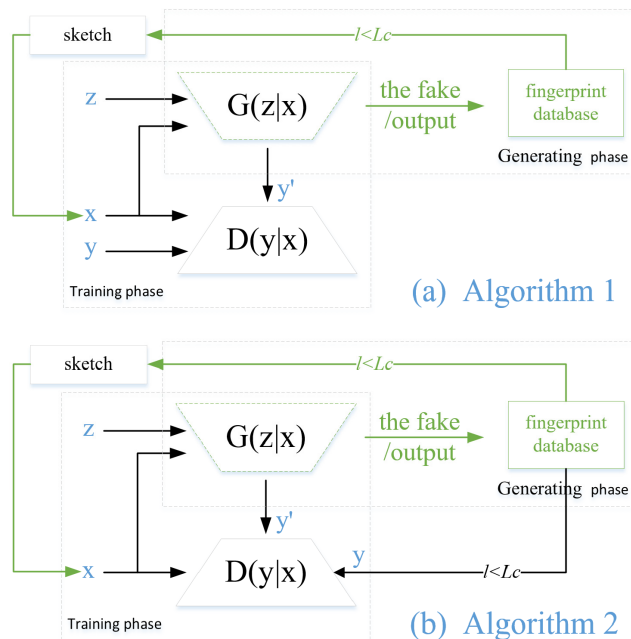 sketch
l<Lc
z
G(z|x)
the fake
/output
fingerprint
database
Generating phase
y'
x
D(y|x)
y
Training phase
(a) Algorithm 1
sketch
l<Lc
z
G(z|x)
the fake
/output
fingerprint
database
Generating phase
y'
y
x
D(y|x)
l<Lc
Training phase
(b) Algorithm 2